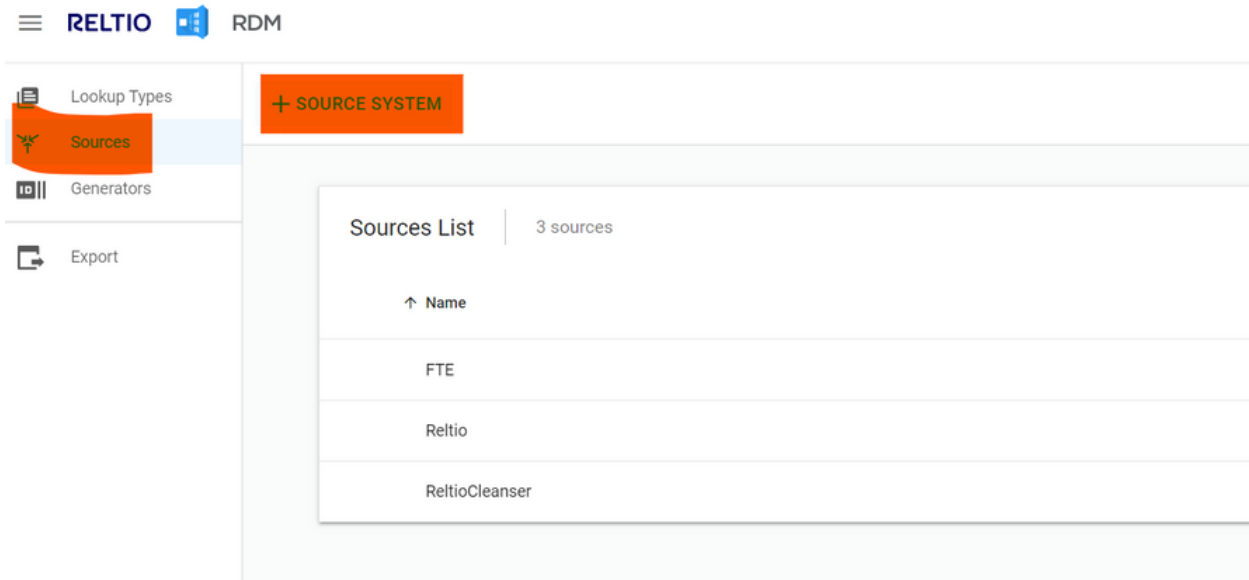 RELTIO RDM
Lookup Types
Sources
Generators
Export
+ SOURCE SYSTEM
Sources List 3 sources
↑ Name
FTE
Reltio
ReltioCleanser